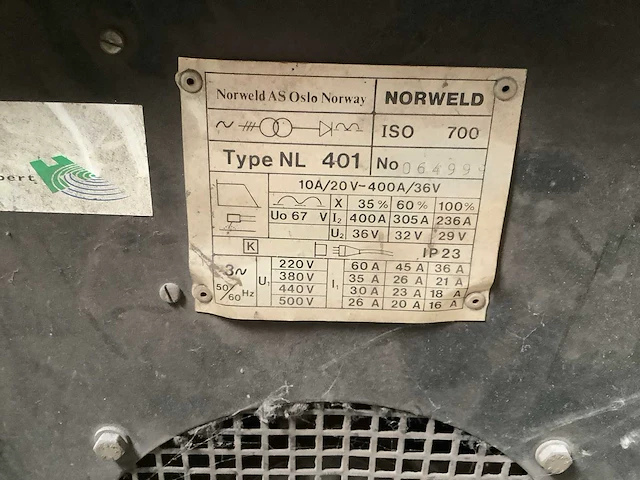 Norweld AS Oslo Norway
NORWELD
ISO 700
Type NL 401
No 064999
10A/20V-400A/36V
X 35% 60% 100%
Uo 67 V I2 400A 305A 236A
U2 36V 32V 29V
K
IP23
3~ 50/60 Hz
U1 I1
220V 60A 45A 36A
380V 35A 26A 21A
440V 30A 23A 18A
500V 26A 20A 16A